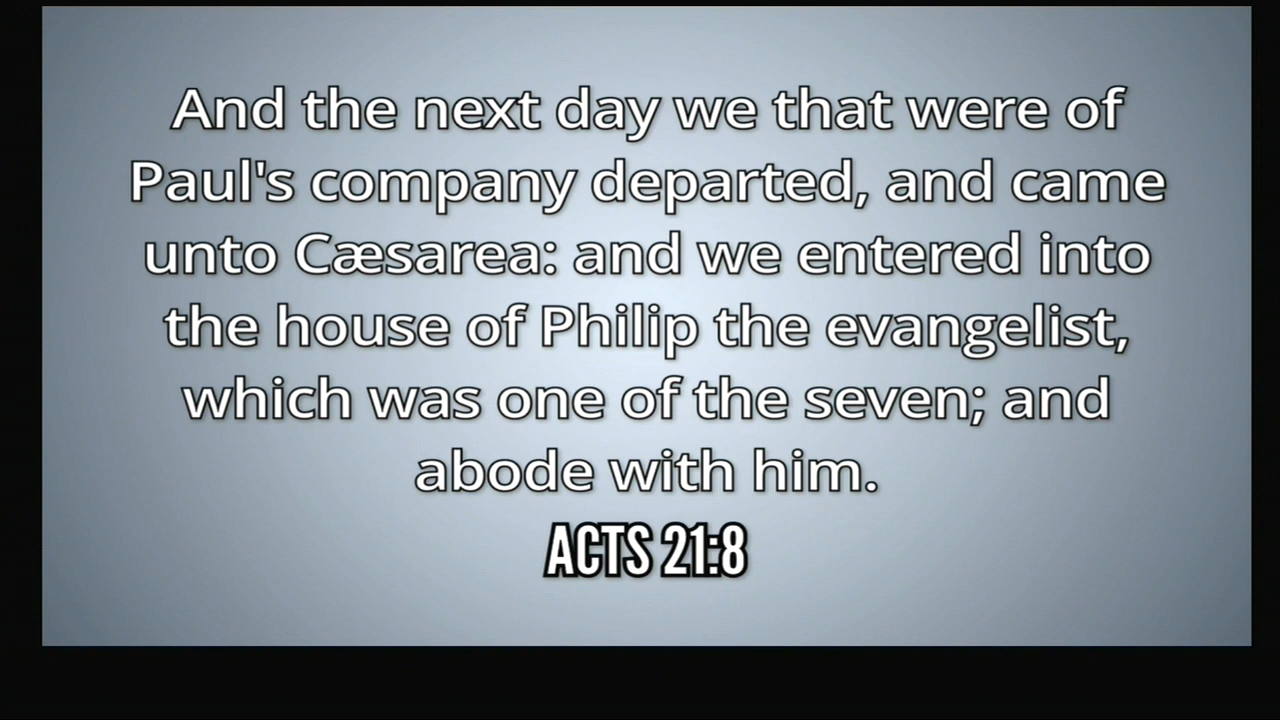 And the next day we that were of
Paul's company departed, and came
unto Cæsarea: and we entered into
the house of Philip the evangelist,
which was one of the seven; and
abode with him.
ACTS 21:8